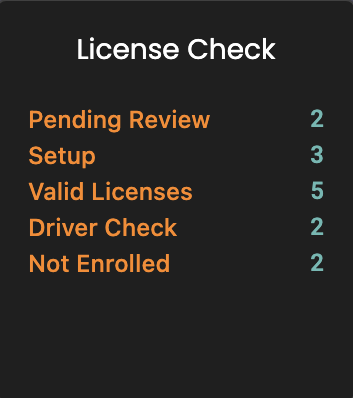 License Check
Pending Review 2
Setup 3
Valid Licenses 5
Driver Check 2
Not Enrolled 2